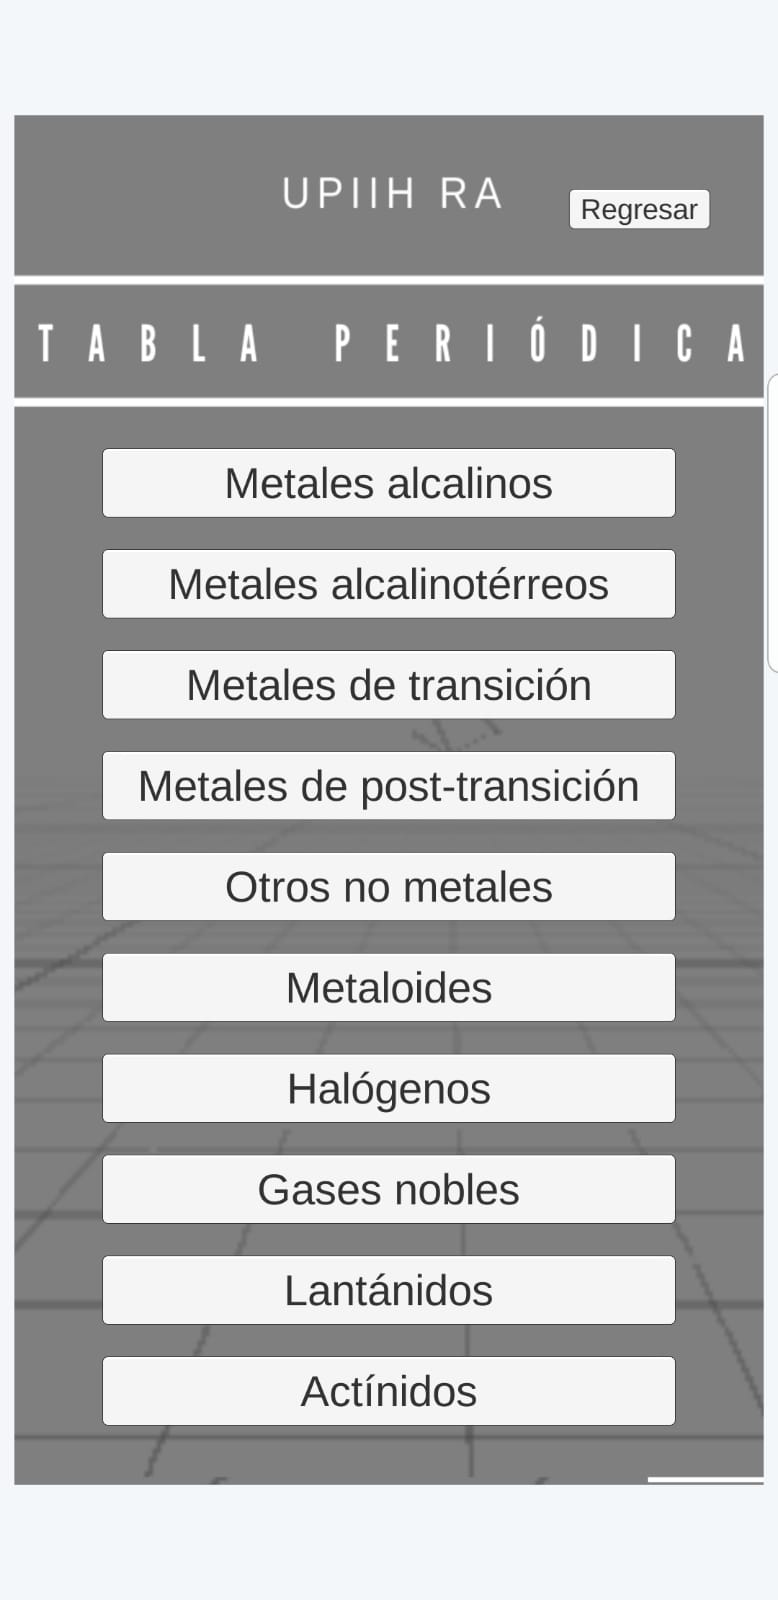 UPIIH RA
Regresar
TABLA PERIÓDICA
Metales alcalinos
Metales alcalinotérreos
Metales de transición
Metales de post-transición
Otros no metales
Metaloides
Halógenos
Gases nobles
Lantánidos
Actínidos